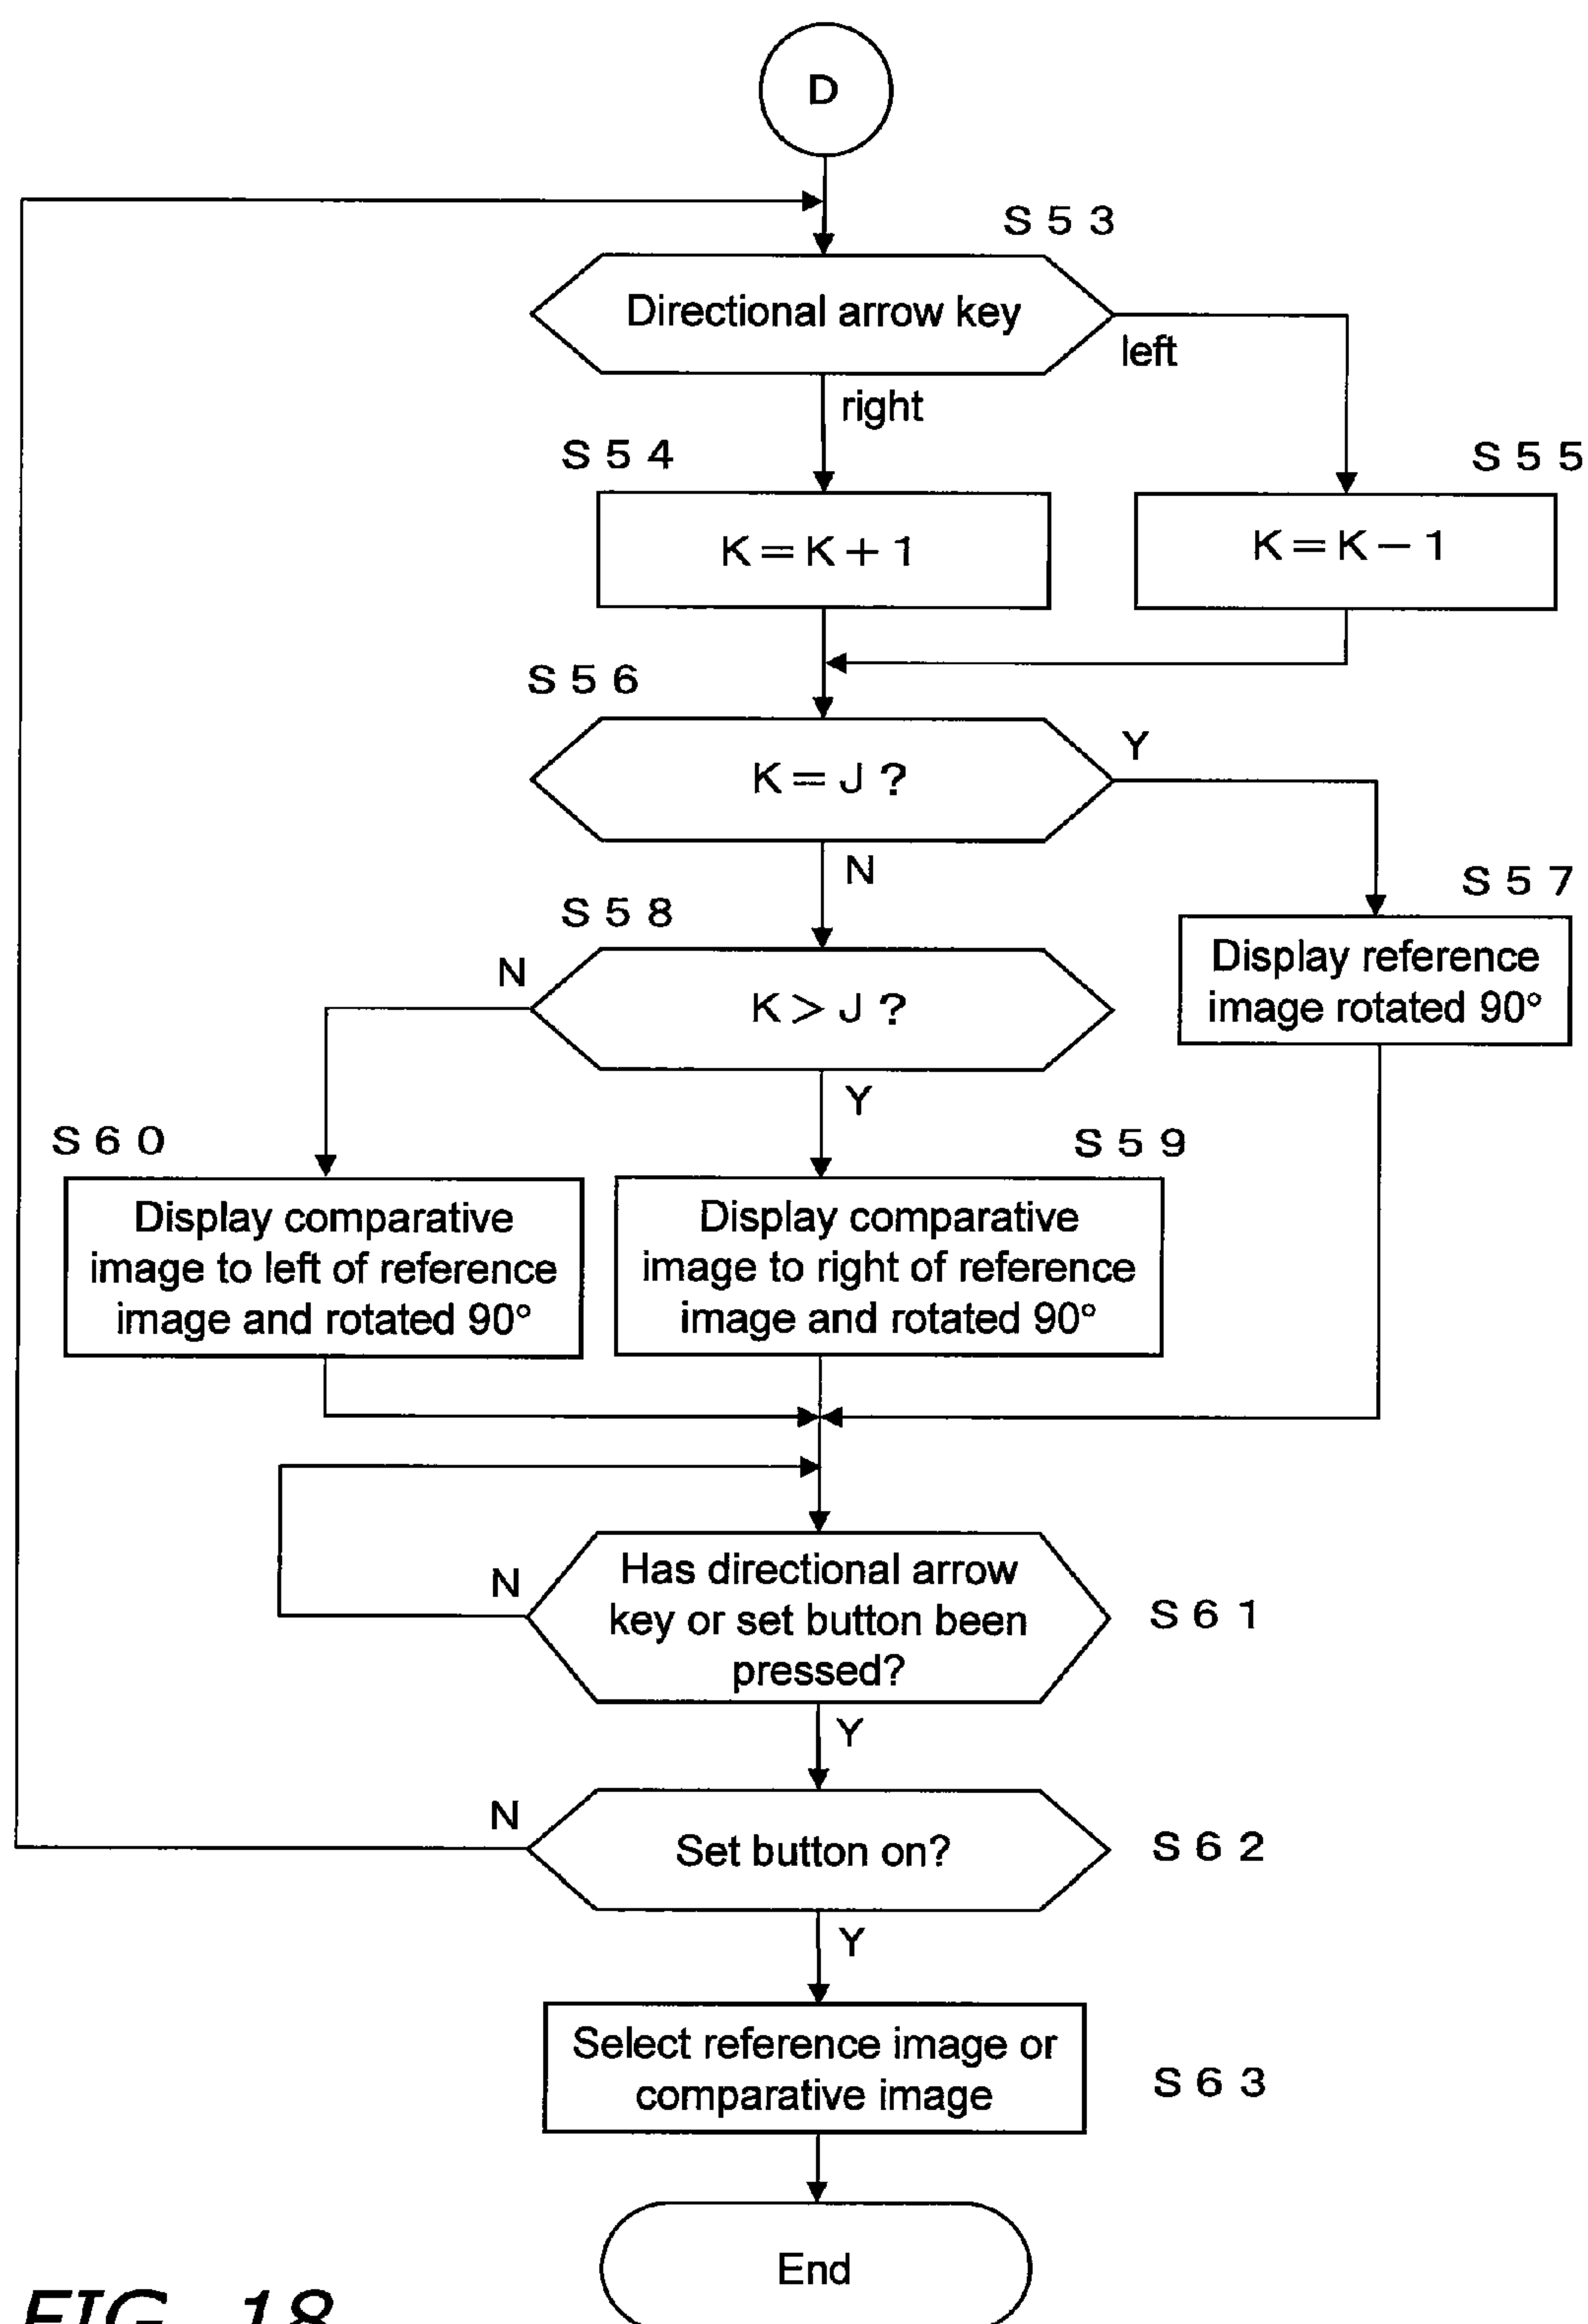 D
S53
Directional arrow key
left
right
S54
S55
K=K+1
K=K−1
S56
K=J?
Y
N
S57
Display reference
image rotated 90°
S58
K>J?
N
Y
S60
S59
Display comparative
image to left of reference
image and rotated 90°
Display comparative
image to right of reference
image and rotated 90°
Has directional arrow
key or set button been
pressed?
N
S61
Y
Set button on?
N
S62
Y
Select reference image or
comparative image
S63
End
FIG. 18